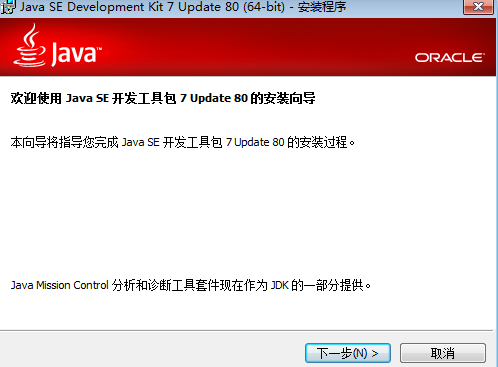 Java SE Development Kit 7 Update 80 (64-bit) - 安装程序
Java™
ORACLE
欢迎使用 Java SE 开发工具包 7 Update 80 的安装向导
本向导将指导您完成 Java SE 开发工具包 7 Update 80 的安装过程。
Java Mission Control 分析和诊断工具套件现在作为 JDK 的一部分提供。
下一步(N) > 取消